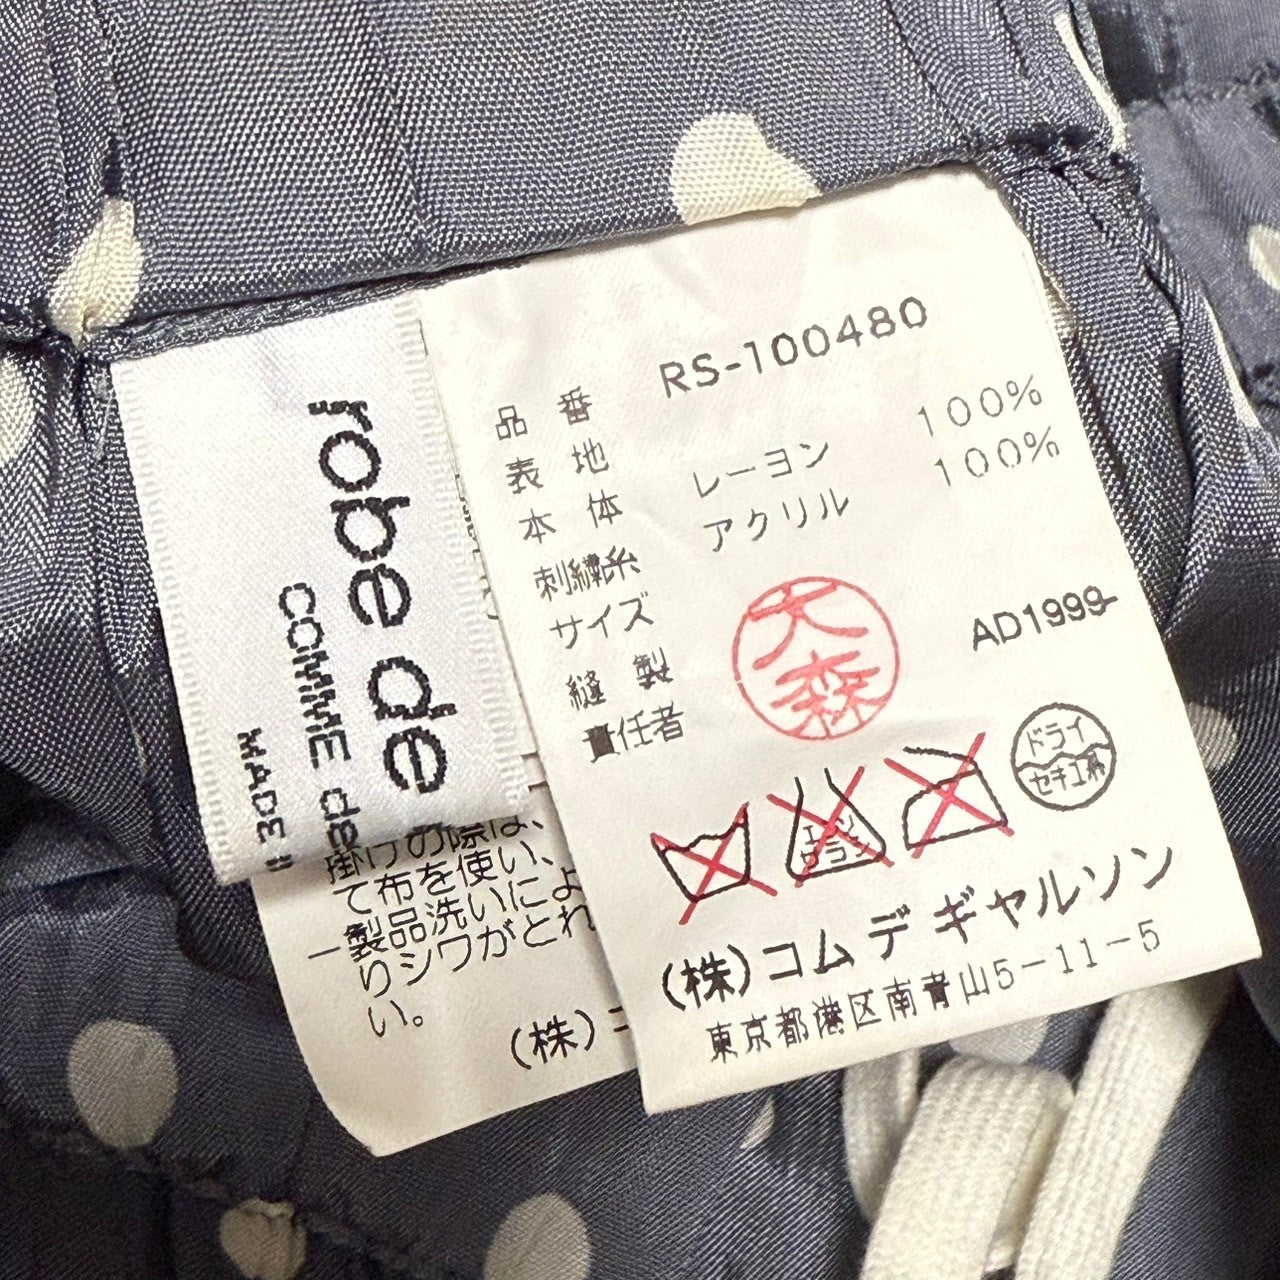 robe de
COMME de
MADE I
品番 RS-100480
表地
本体 レーヨン 100%
刺繍糸 アクリル 100%
サイズ
縫製
責任者
大森
AD1999
ドライ
セキユ系
エンソ
 サラシ
(株)コム デ ギャルソン
東京都港区南青山5-11-5
掛けの際は、
て布を使い、
一製品洗いによ
りシワがとれ
い。
(株)コ